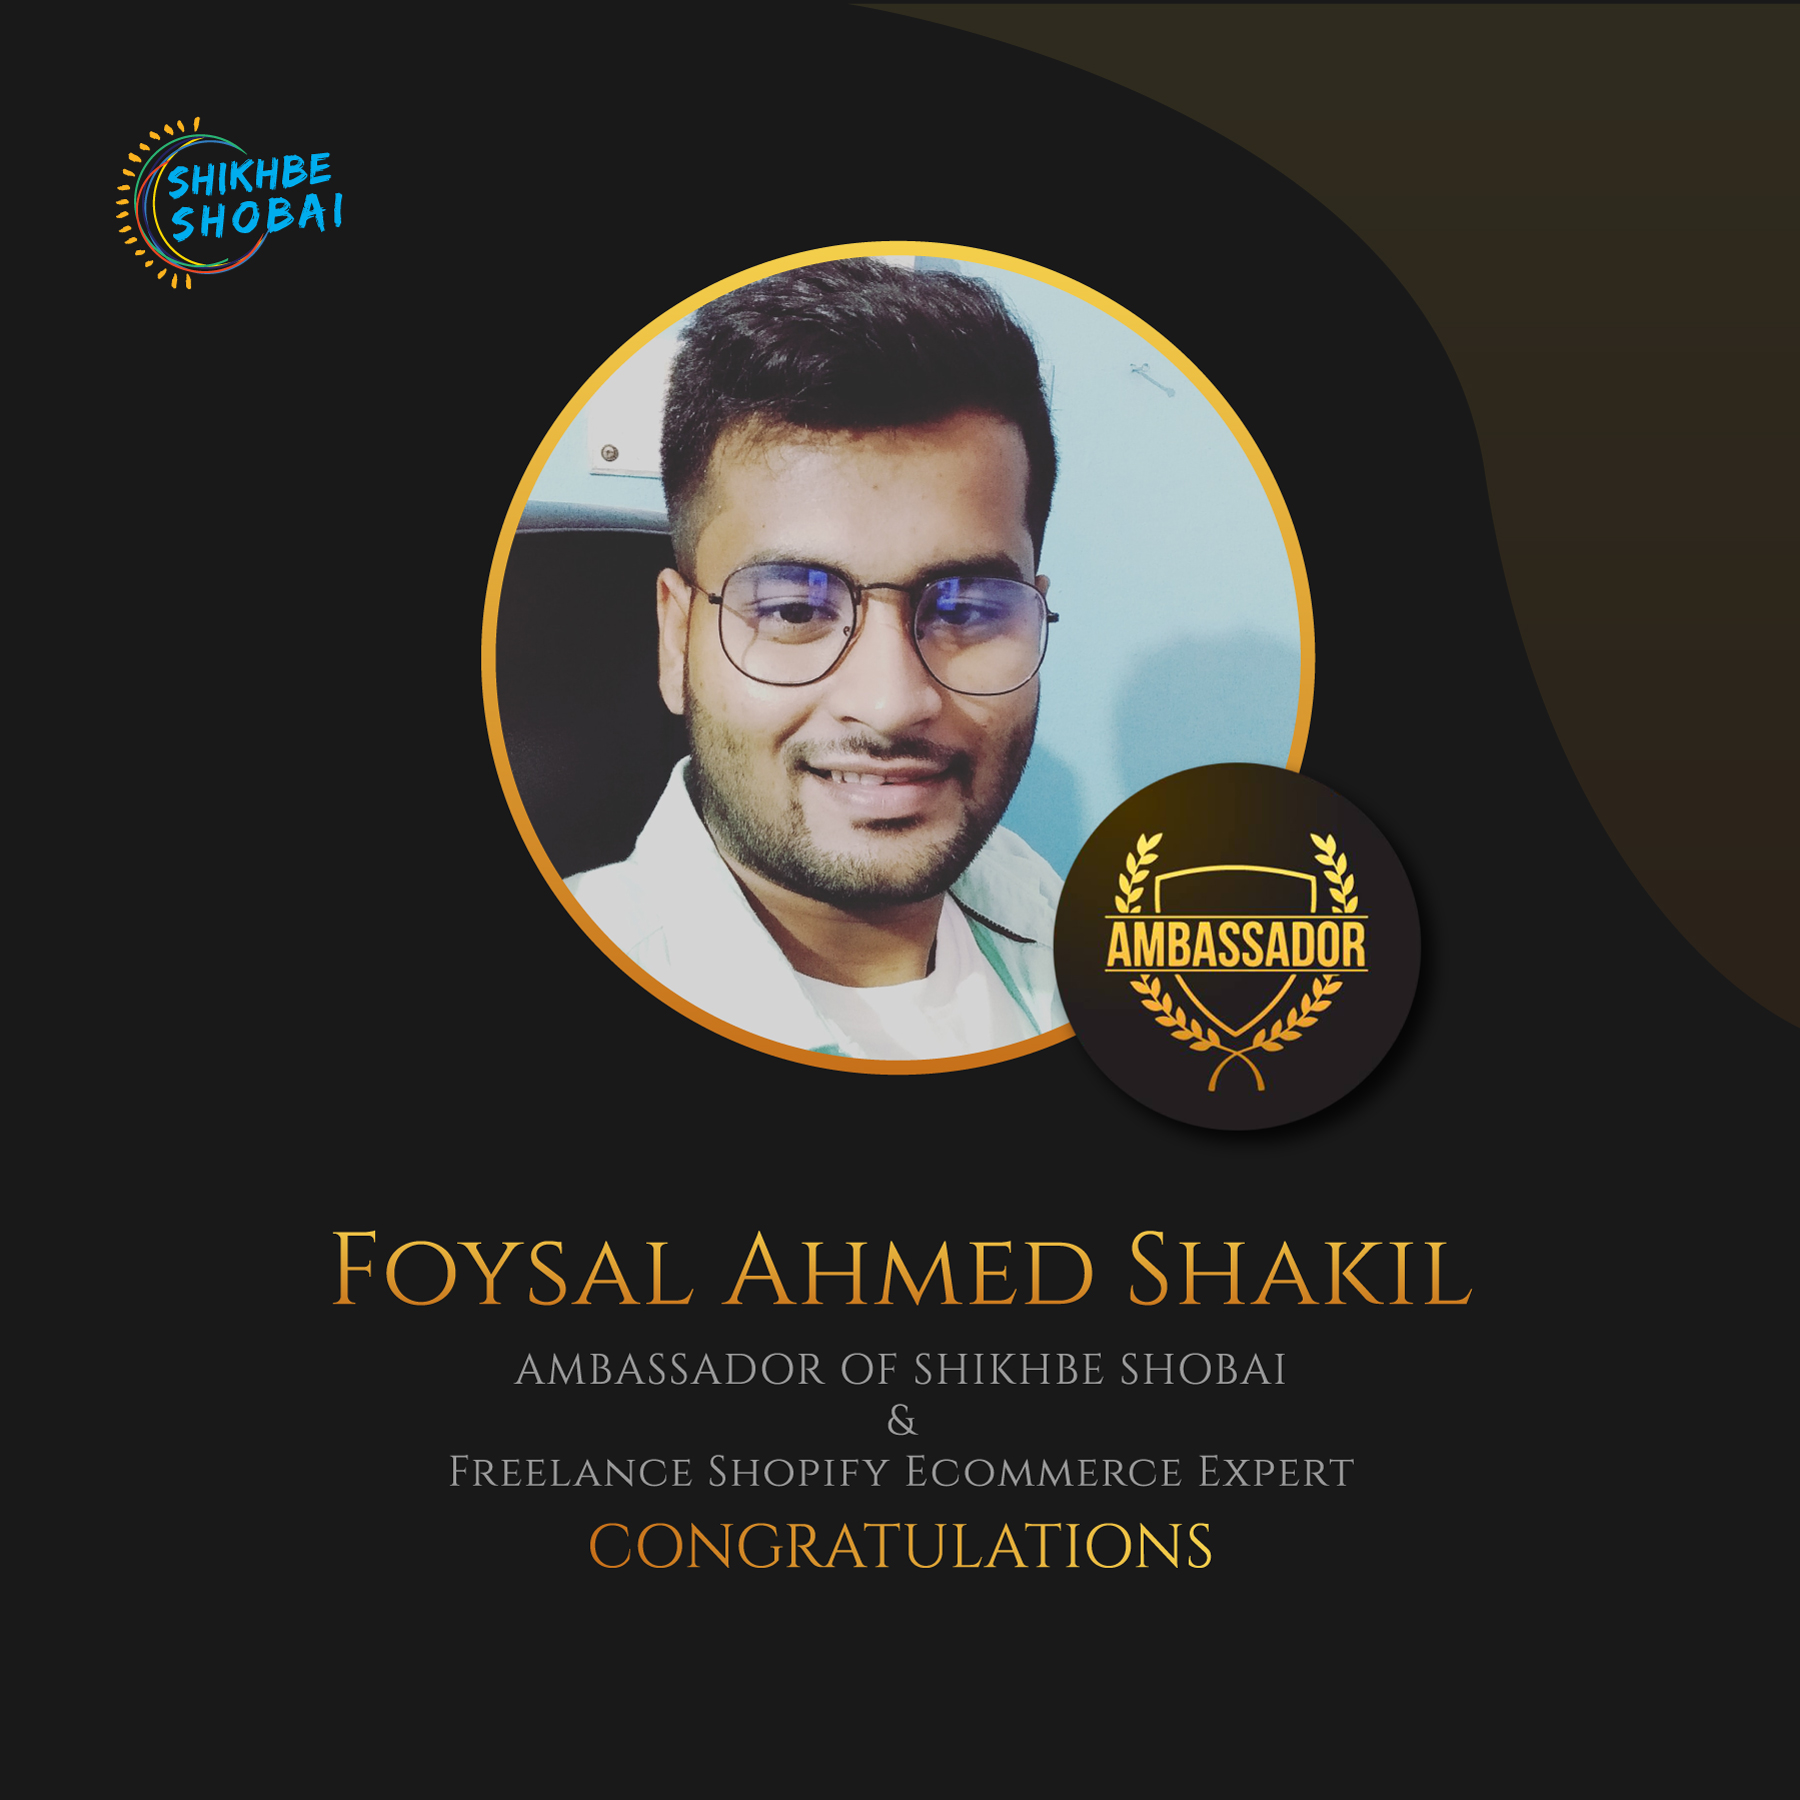 SHIKHBE
SHOBAI
AMBASSADOR
FOYSAL AHMED SHAKIL
AMBASSADOR OF SHIKHBE SHOBAI
&
FREELANCE SHOPIFY ECOMMERCE EXPERT
CONGRATULATIONS